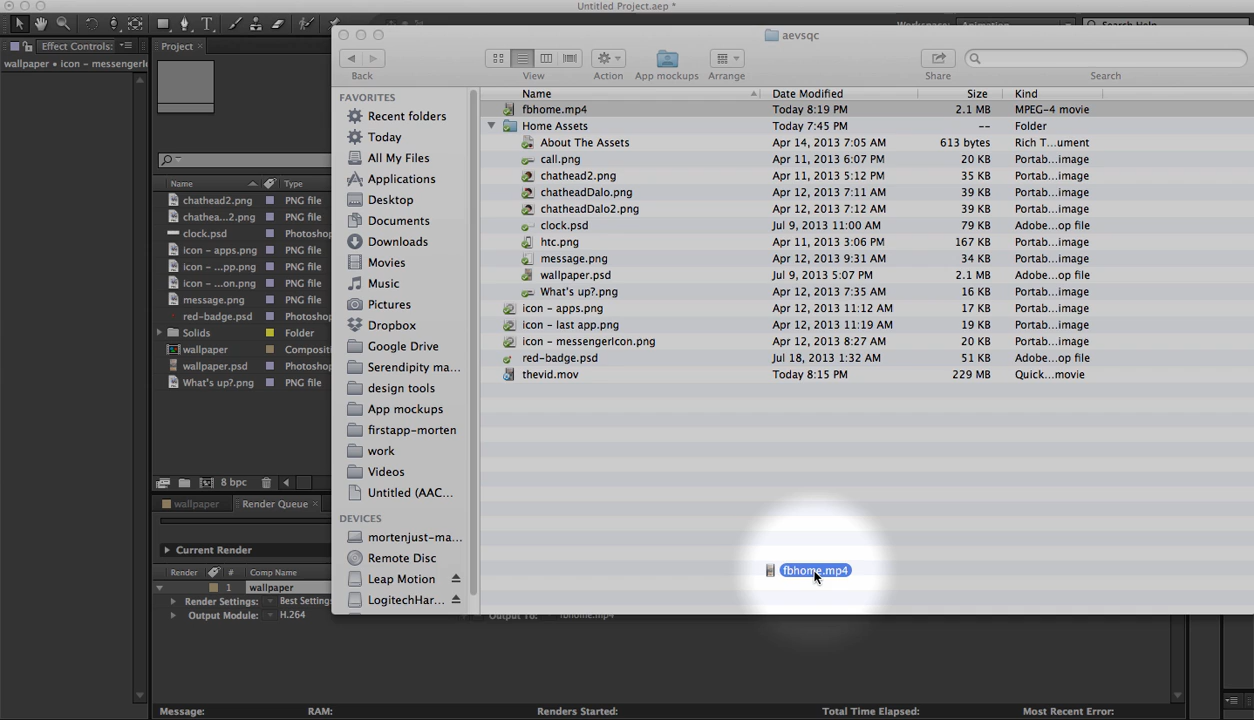 Untitled Project.aep *
Effect Controls:
Project
wallpaper • icon – messengerI
Name Type
chathead2.png PNG file
chathea...2.png PNG file
clock.psd Photosho
icon – apps.png PNG file
icon – ...pp.png PNG file
icon – ...on.png PNG file
message.png PNG file
red-badge.psd Photosho
Solids Folder
wallpaper Composit
wallpaper.psd Photosho
What's up?.png PNG file
8 bpc
wallpaper Render Queue
Current Render
Render # Comp Name
1 wallpaper
Render Settings: Best Setting
Output Module: H.264
Output To: fbhome.mp4
Message: RAM: Renders Started: Total Time Elapsed: Most Recent Error:
Workspace: Animation
Search Help
aevsqc
Back View Action App mockups Arrange Share Search
FAVORITES
Recent folders
Today
All My Files
Applications
Desktop
Documents
Downloads
Movies
Music
Pictures
Dropbox
Google Drive
Serendipity ma...
design tools
App mockups
firstapp-morten
work
Videos
Untitled (AAC...
DEVICES
mortenjust-ma...
Remote Disc
Leap Motion
LogitechHar...
Name Date Modified Size Kind
fbhome.mp4 Today 8:19 PM 2.1 MB MPEG-4 movie
Home Assets Today 7:45 PM -- Folder
About The Assets Apr 14, 2013 7:05 AM 613 bytes Rich T...ument
call.png Apr 11, 2013 6:07 PM 20 KB Portab...image
chathead2.png Apr 11, 2013 5:12 PM 35 KB Portab...image
chatheadDalo.png Apr 12, 2013 7:11 AM 39 KB Portab...image
chatheadDalo2.png Apr 12, 2013 7:12 AM 39 KB Portab...image
clock.psd Jul 9, 2013 11:00 AM 79 KB Adobe...op file
htc.png Apr 11, 2013 3:06 PM 167 KB Portab...image
message.png Apr 12, 2013 9:31 AM 34 KB Portab...image
wallpaper.psd Jul 9, 2013 5:07 PM 2.1 MB Adobe...op file
What's up?.png Apr 12, 2013 7:35 AM 16 KB Portab...image
icon – apps.png Apr 12, 2013 11:12 AM 17 KB Portab...image
icon – last app.png Apr 12, 2013 11:19 AM 19 KB Portab...image
icon – messengerIcon.png Apr 12, 2013 8:27 AM 20 KB Portab...image
red-badge.psd Jul 18, 2013 1:32 AM 51 KB Adobe...op file
thevid.mov Today 8:15 PM 229 MB Quick...movie
fbhome.mp4